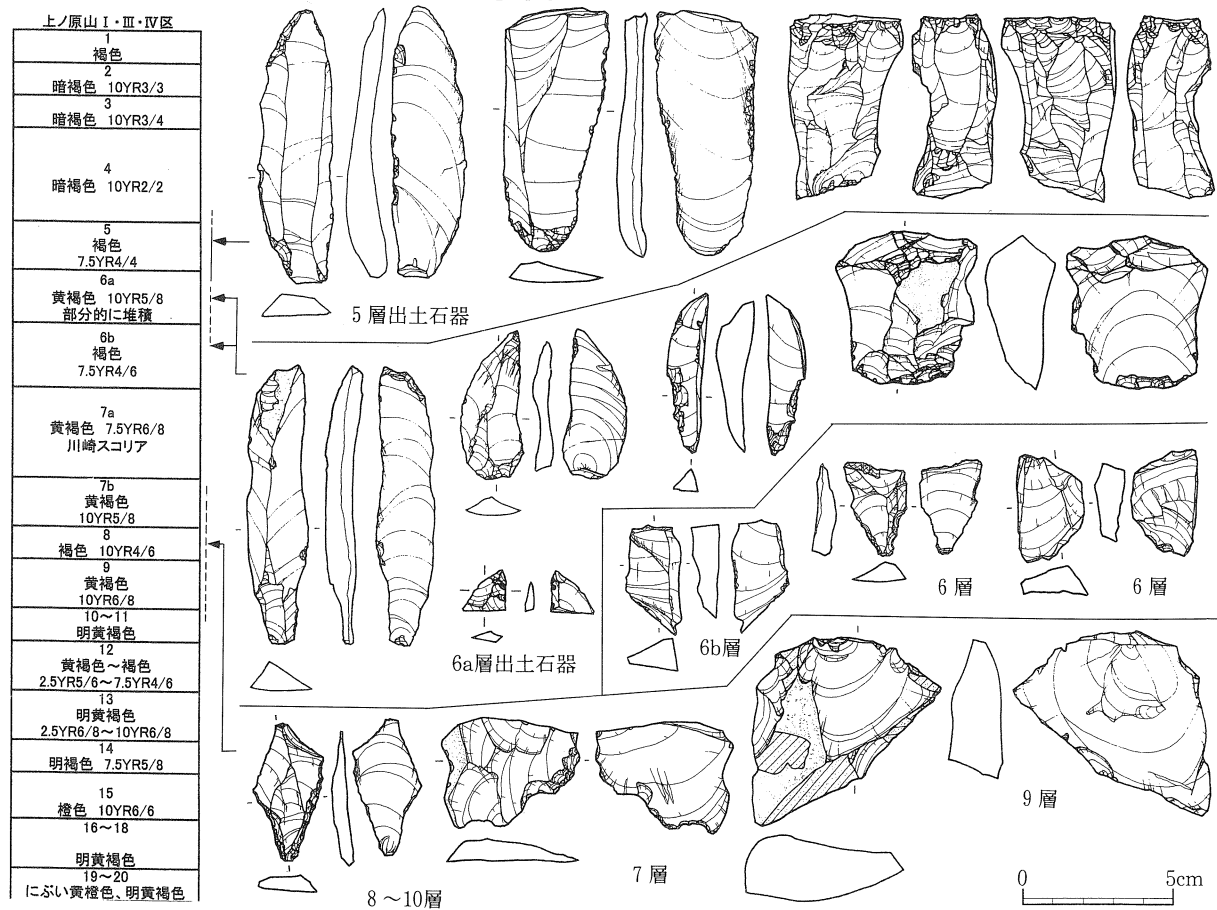 上ノ原山Ⅰ・Ⅲ・Ⅳ区
1
褐色
2
暗褐色 10YR3/3
3
暗褐色 10YR3/4
4
暗褐色 10YR2/2
5
褐色
7.5YR4/4
6a
黄褐色 10YR5/8
部分的に堆積
6b
褐色
7.5YR4/6
7a
黄褐色 7.5YR6/8
川崎スコリア
7b
黄褐色
10YR5/8
8
褐色 10YR4/6
9
黄褐色
10YR6/8
10～11
明黄褐色
12
黄褐色～褐色
2.5YR5/6～7.5YR4/6
13
明黄褐色
2.5YR6/8～10YR6/8
14
明褐色 7.5YR5/8
15
橙色 10YR6/6
16～18
明黄褐色
19～20
にぶい黄橙色、明黄褐色
5層出土石器
6a層出土石器
6b層
6層
6層
8～10層
7層
9層
0
5cm